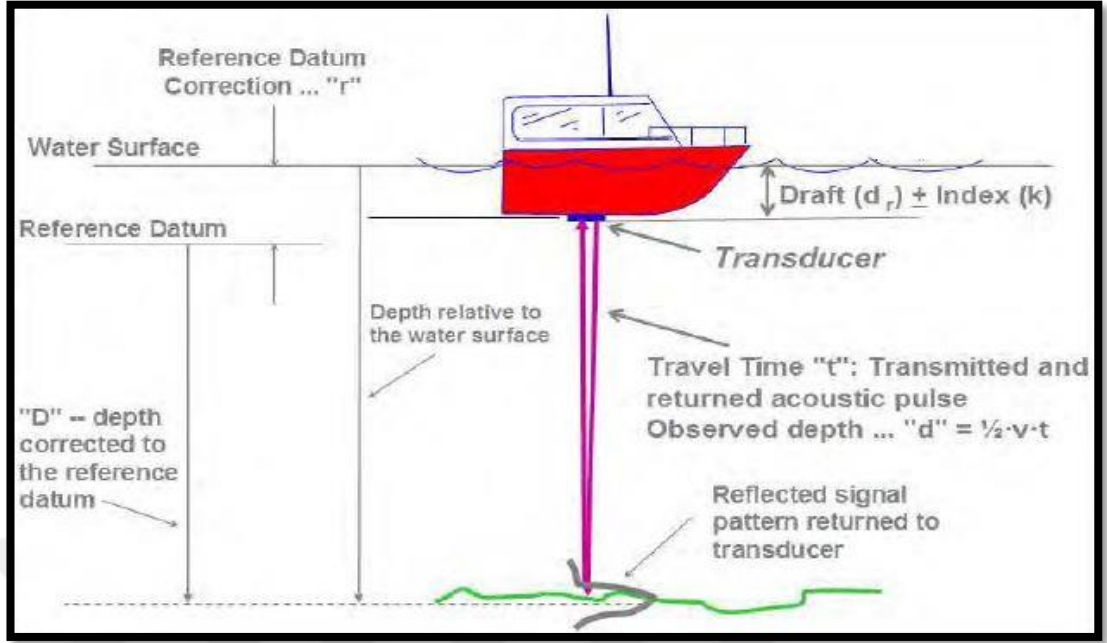 Reference Datum
Correction ... "r"
Water Surface
Draft (d r) ± Index (k)
Reference Datum
Transducer
Depth relative to
the water surface
Travel Time "t": Transmitted and
returned acoustic pulse
Observed depth ... "d" = ½·v·t
"D" -- depth
corrected to
the reference
datum
Reflected signal
pattern returned to
transducer